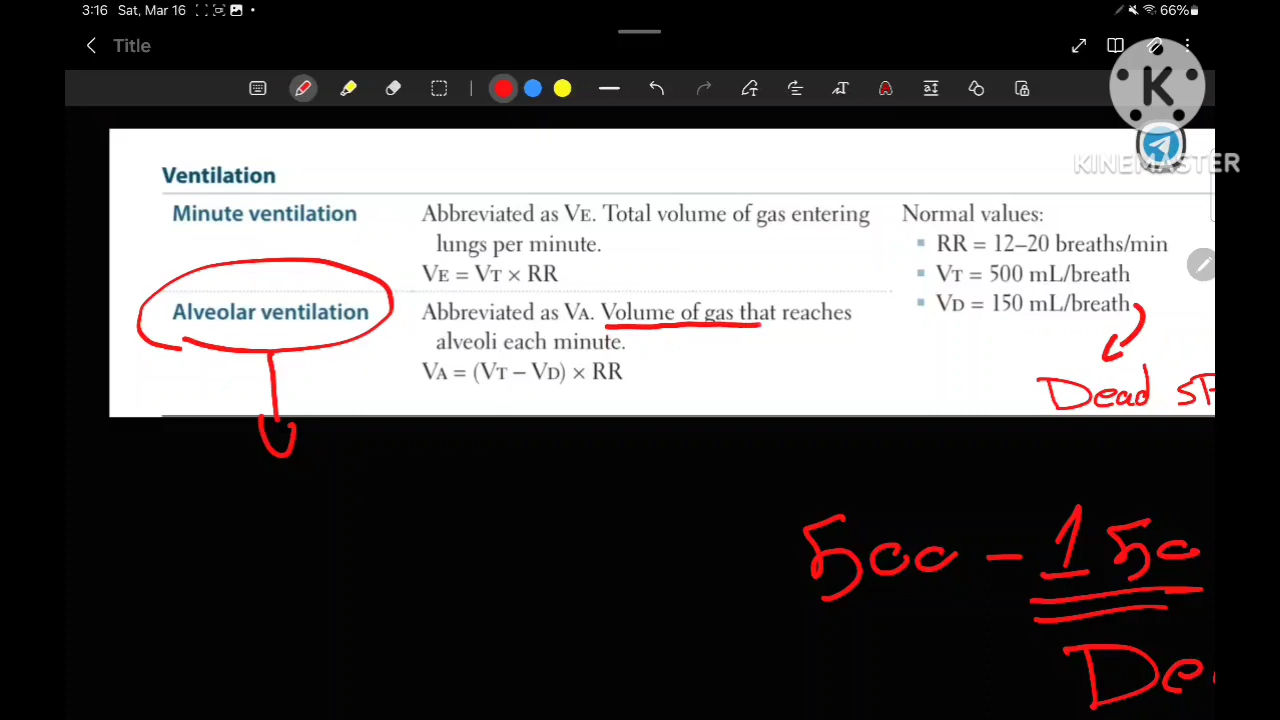 3:16 Sat, Mar 16
66%
Title
K
KINEMASTER
Ventilation
Minute ventilation
Abbreviated as VE. Total volume of gas entering
lungs per minute.
VE = VT × RR
Alveolar ventilation
Abbreviated as VA. Volume of gas that reaches
alveoli each minute.
VA = (VT – VD) × RR
Normal values:
▪ RR = 12–20 breaths/min
▪ VT = 500 mL/breath
▪ VD = 150 mL/breath
Dead
500 - 150